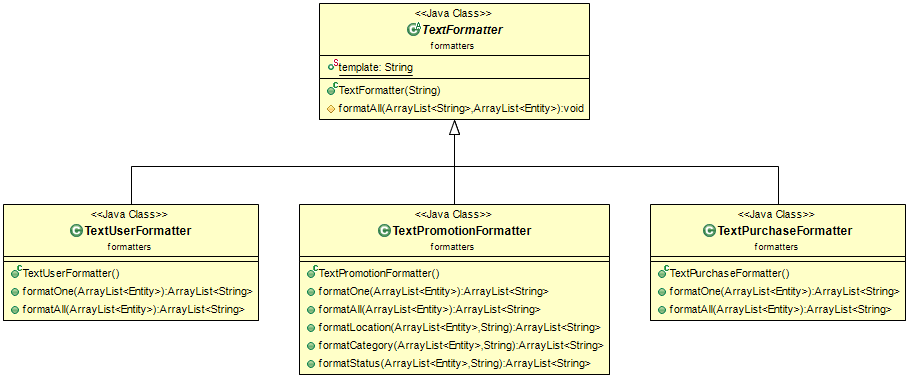 <<Java Class>>
TextFormatter
formatters
template: String
TextFormatter(String)
formatAll(ArrayList<String>,ArrayList<Entity>):void
<<Java Class>>
TextUserFormatter
formatters
TextUserFormatter()
formatOne(ArrayList<Entity>):ArrayList<String>
formatAll(ArrayList<Entity>):ArrayList<String>
<<Java Class>>
TextPromotionFormatter
formatters
TextPromotionFormatter()
formatOne(ArrayList<Entity>):ArrayList<String>
formatAll(ArrayList<Entity>):ArrayList<String>
formatLocation(ArrayList<Entity>,String):ArrayList<String>
formatCategory(ArrayList<Entity>,String):ArrayList<String>
formatStatus(ArrayList<Entity>,String):ArrayList<String>
<<Java Class>>
TextPurchaseFormatter
formatters
TextPurchaseFormatter()
formatOne(ArrayList<Entity>):ArrayList<String>
formatAll(ArrayList<Entity>):ArrayList<String>